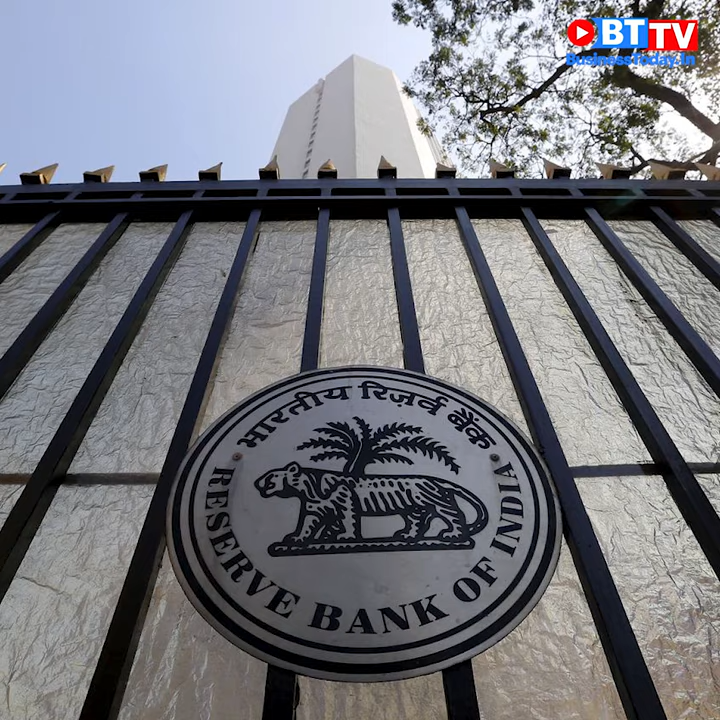 BTTV
BusinessToday.In
भारतीय रिज़र्व बैंक
RESERVE BANK OF INDIA